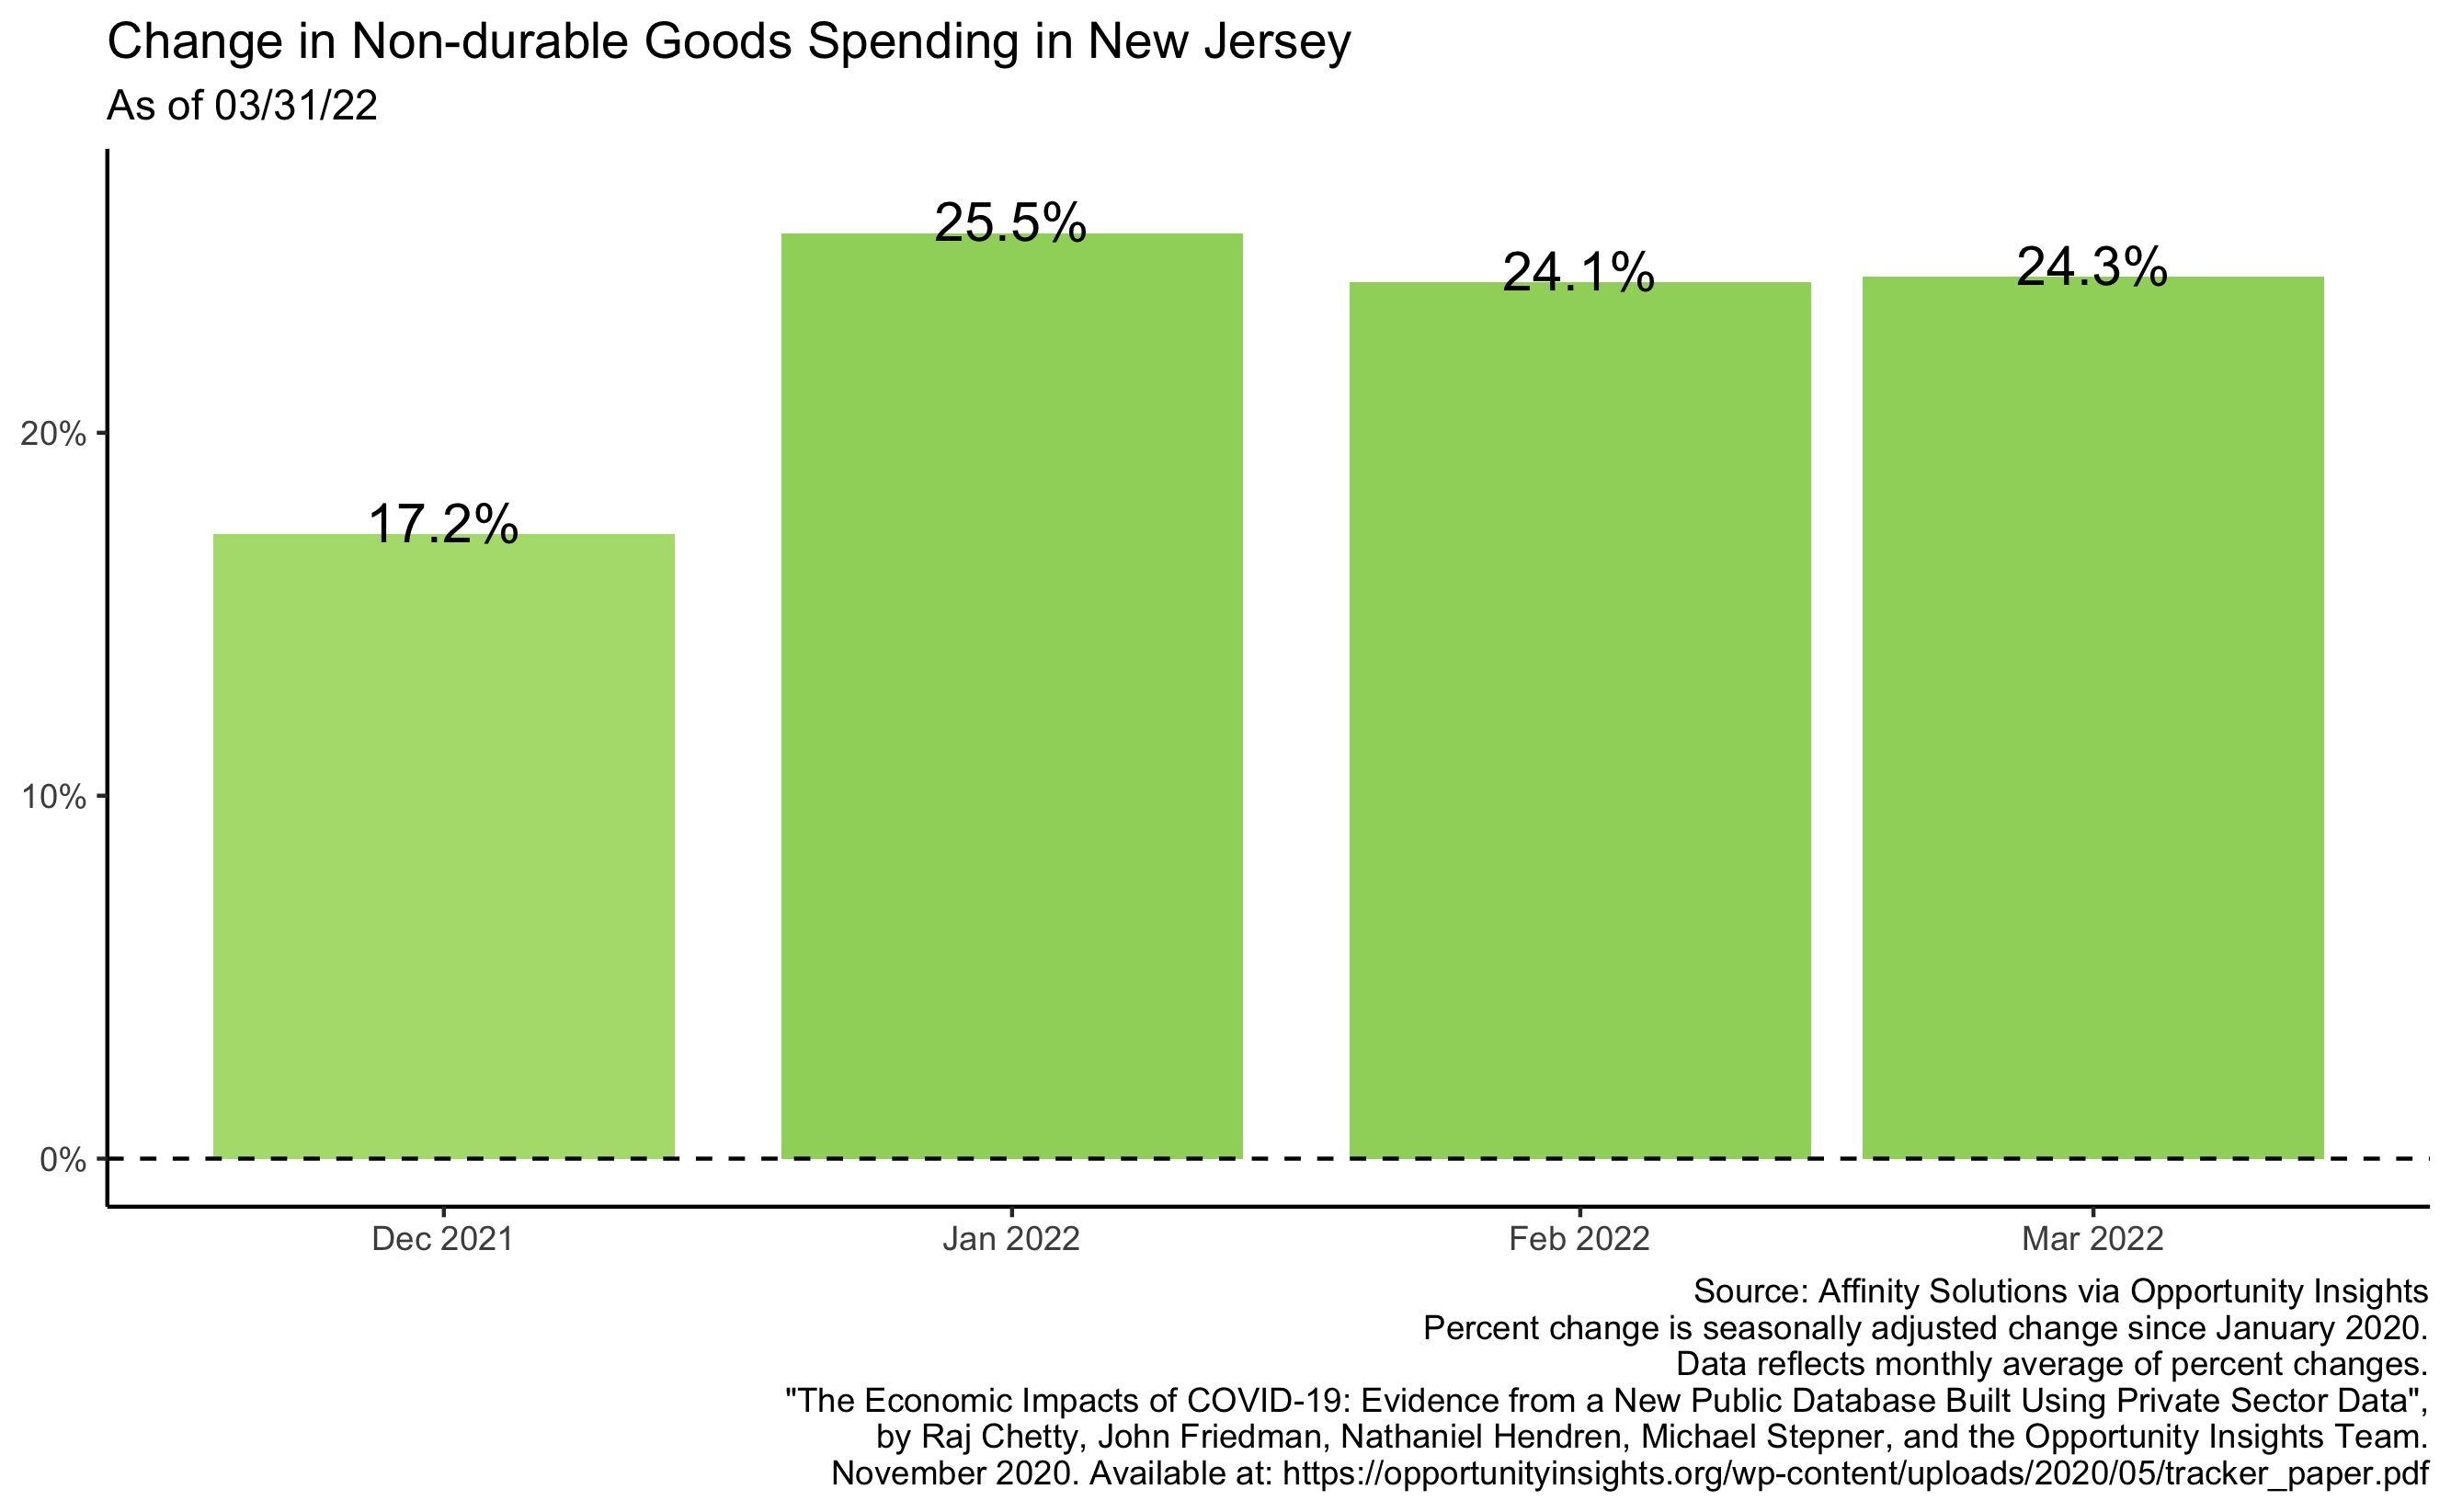 Change in Non-durable Goods Spending in New Jersey
As of 03/31/22
25.5%
24.1%
24.3%
17.2%
20%
10%
0%
Dec 2021
Jan 2022
Feb 2022
Mar 2022
Source: Affinity Solutions via Opportunity Insights
Percent change is seasonally adjusted change since January 2020.
Data reflects monthly average of percent changes.
"The Economic Impacts of COVID-19: Evidence from a New Public Database Built Using Private Sector Data",
by Raj Chetty, John Friedman, Nathaniel Hendren, Michael Stepner, and the Opportunity Insights Team.
November 2020. Available at: https://opportunityinsights.org/wp-content/uploads/2020/05/tracker_paper.pdf